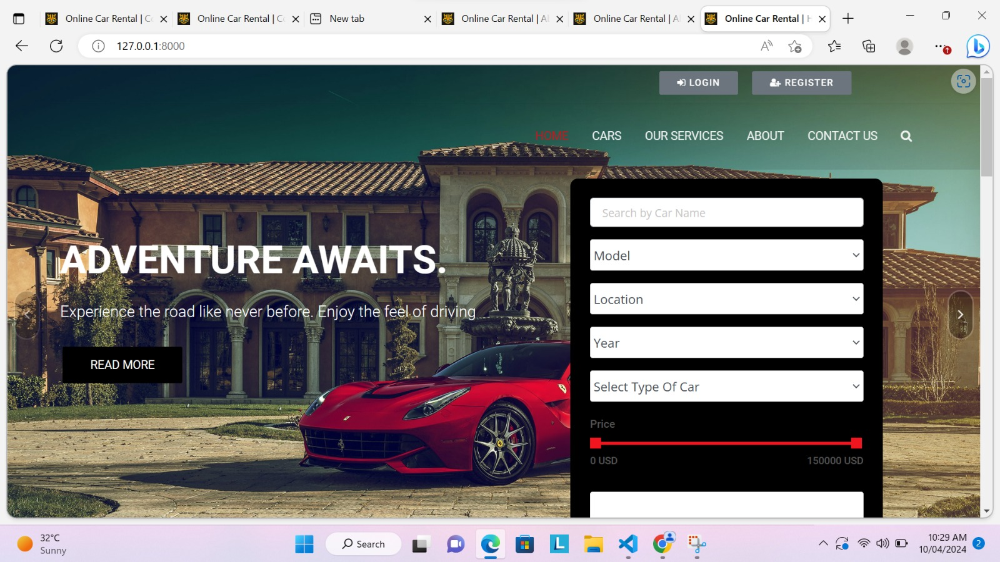 Online Car Rental | C
Online Car Rental | C
New tab
Online Car Rental | A
Online Car Rental | A
Online Car Rental | H
127.0.0.1:8000
LOGIN
REGISTER
HOME
CARS
OUR SERVICES
ABOUT
CONTACT US
Search by Car Name
Model
ADVENTURE AWAITS.
Location
Experience the road like never before. Enjoy the feel of driving
Year
READ MORE
Select Type Of Car
Price
0 USD
150000 USD
32°C
Sunny
Search
10:29 AM
10/04/2024
2